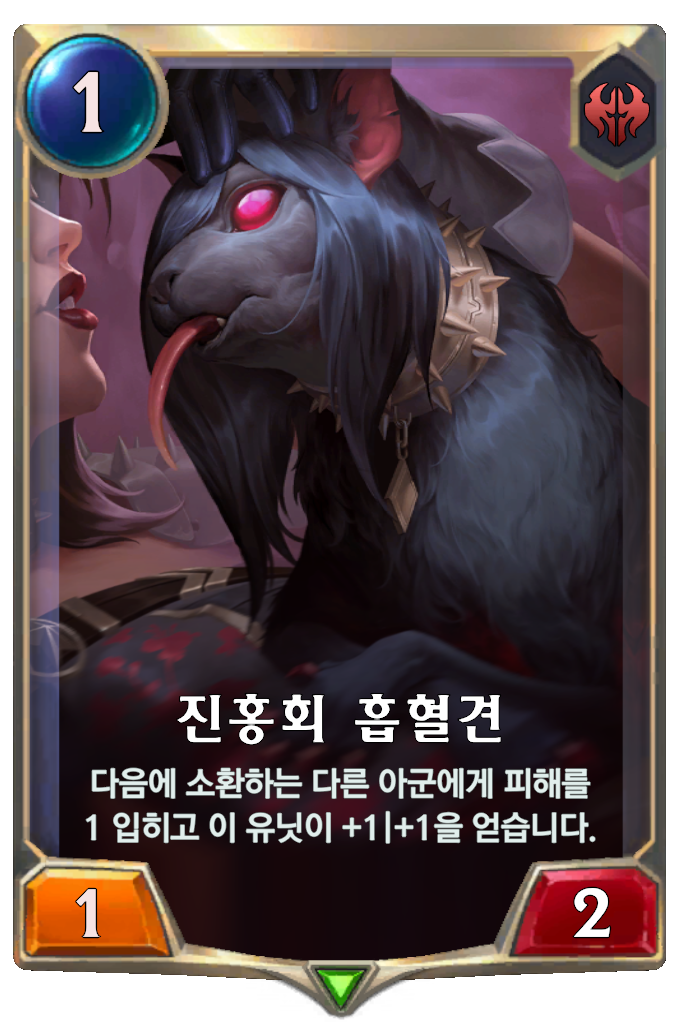 1
진홍회 흡혈견
다음에 소환하는 다른 아군에게 피해를
1 입히고 이 유닛이 +1|+1을 얻습니다.
1
2